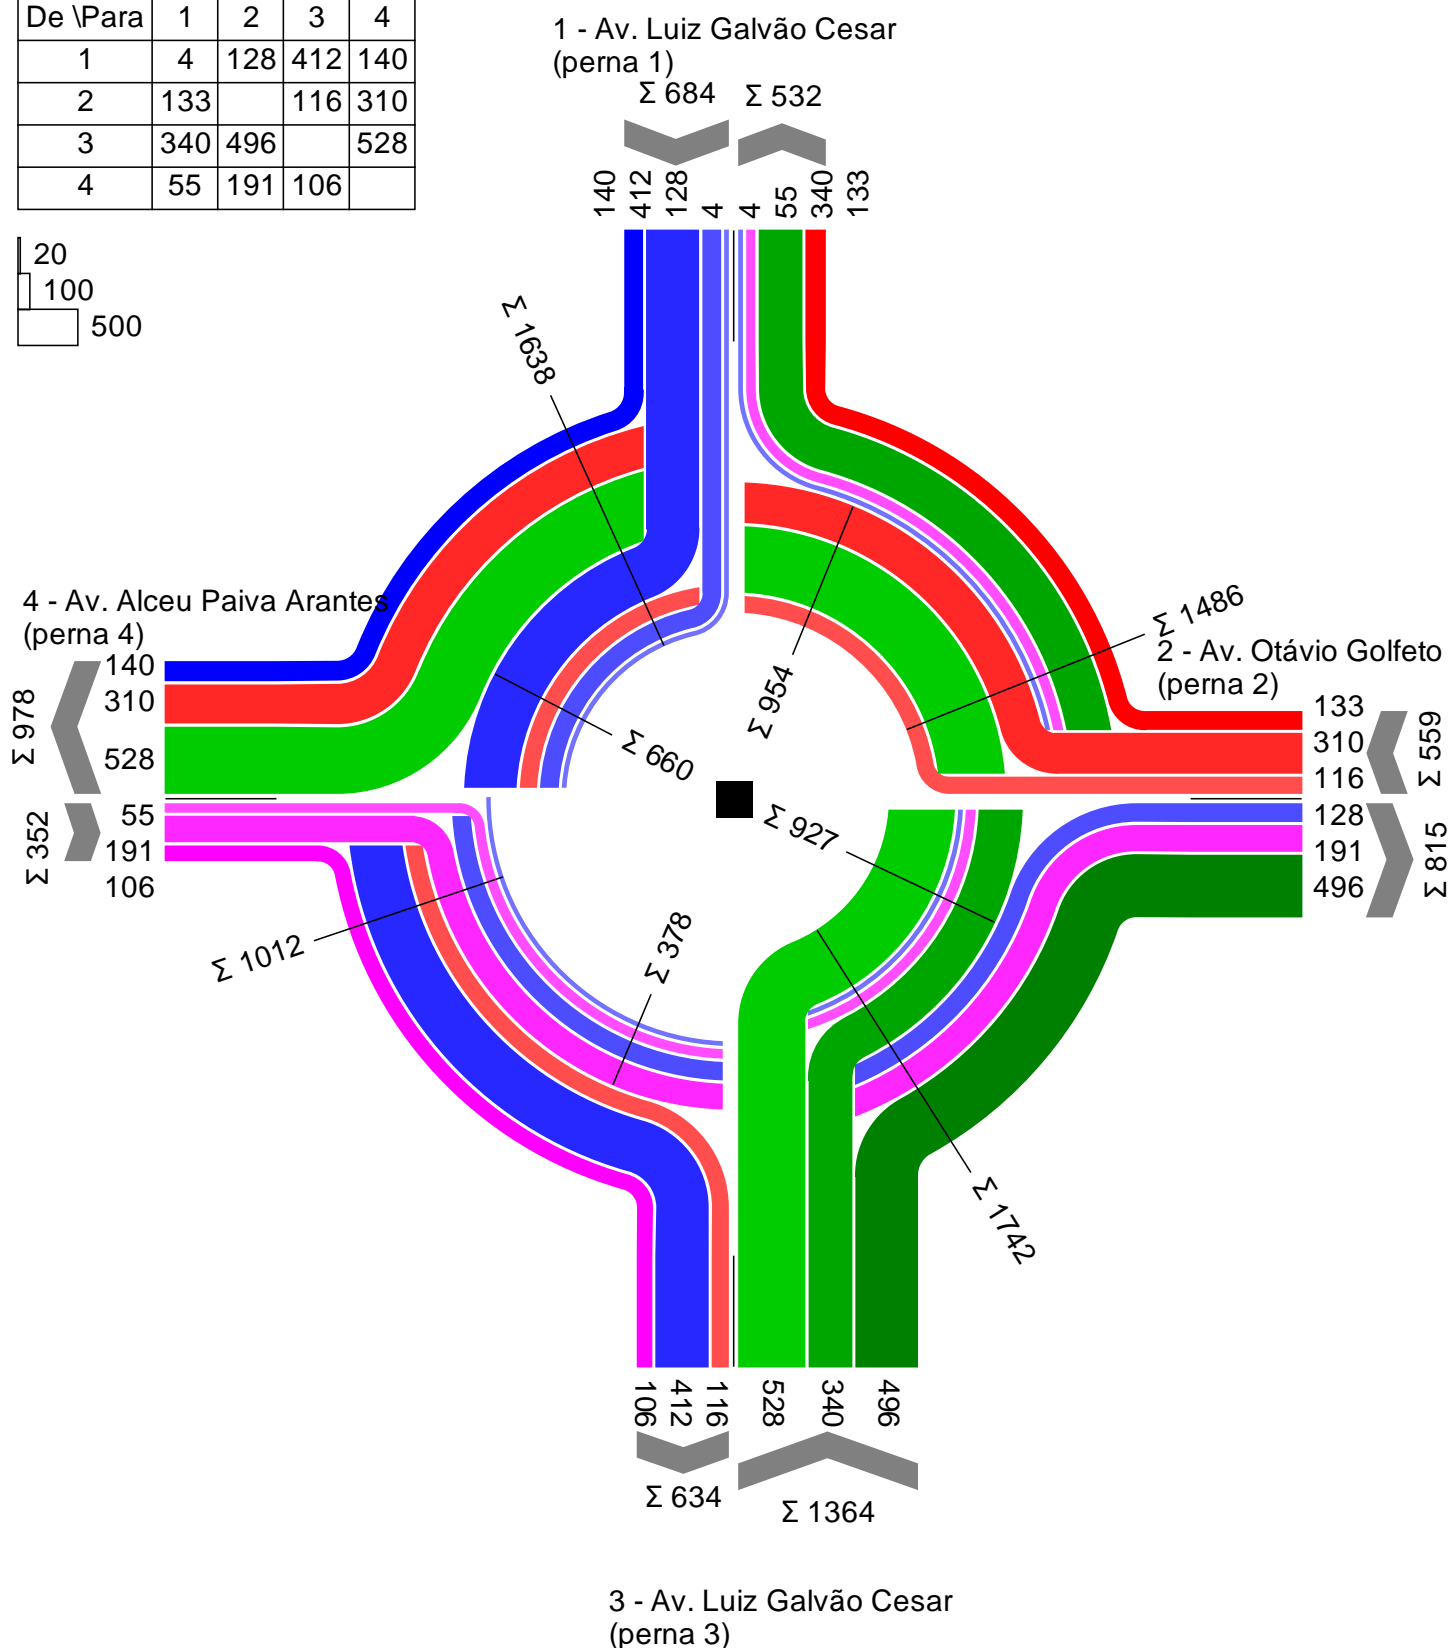 De \Para 1 2 3 4
1 4 128 412 140
2 133 116 310
3 340 496 528
4 55 191 106
20
100
500
1 - Av. Luiz Galvão Cesar
(perna 1)
Σ 684 Σ 532
140 412 128 4 4 55 340 133
Σ 1638
Σ 954
Σ 1486
4 - Av. Alceu Paiva Arantes
(perna 4)
Σ 978
140
310
528
Σ 352
55
191
106
2 - Av. Otávio Golfeto
(perna 2)
133
310
116
Σ 559
128
191
496
Σ 815
Σ 660
Σ 927
Σ 1012
Σ 378
Σ 1742
106 412 116 528 340 496
Σ 634 Σ 1364
3 - Av. Luiz Galvão Cesar
(perna 3)